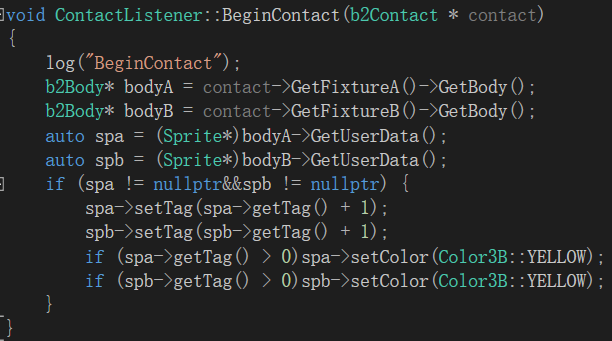 void ContactListener::BeginContact(b2Contact * contact)
{
    log("BeginContact");
    b2Body* bodyA = contact->GetFixtureA()->GetBody();
    b2Body* bodyB = contact->GetFixtureB()->GetBody();
    auto spa = (Sprite*)bodyA->GetUserData();
    auto spb = (Sprite*)bodyB->GetUserData();
    if (spa != nullptr&&spb != nullptr) {
        spa->setTag(spa->getTag() + 1);
        spb->setTag(spb->getTag() + 1);
        if (spa->getTag() > 0)spa->setColor(Color3B::YELLOW);
        if (spb->getTag() > 0)spb->setColor(Color3B::YELLOW);
    }
}